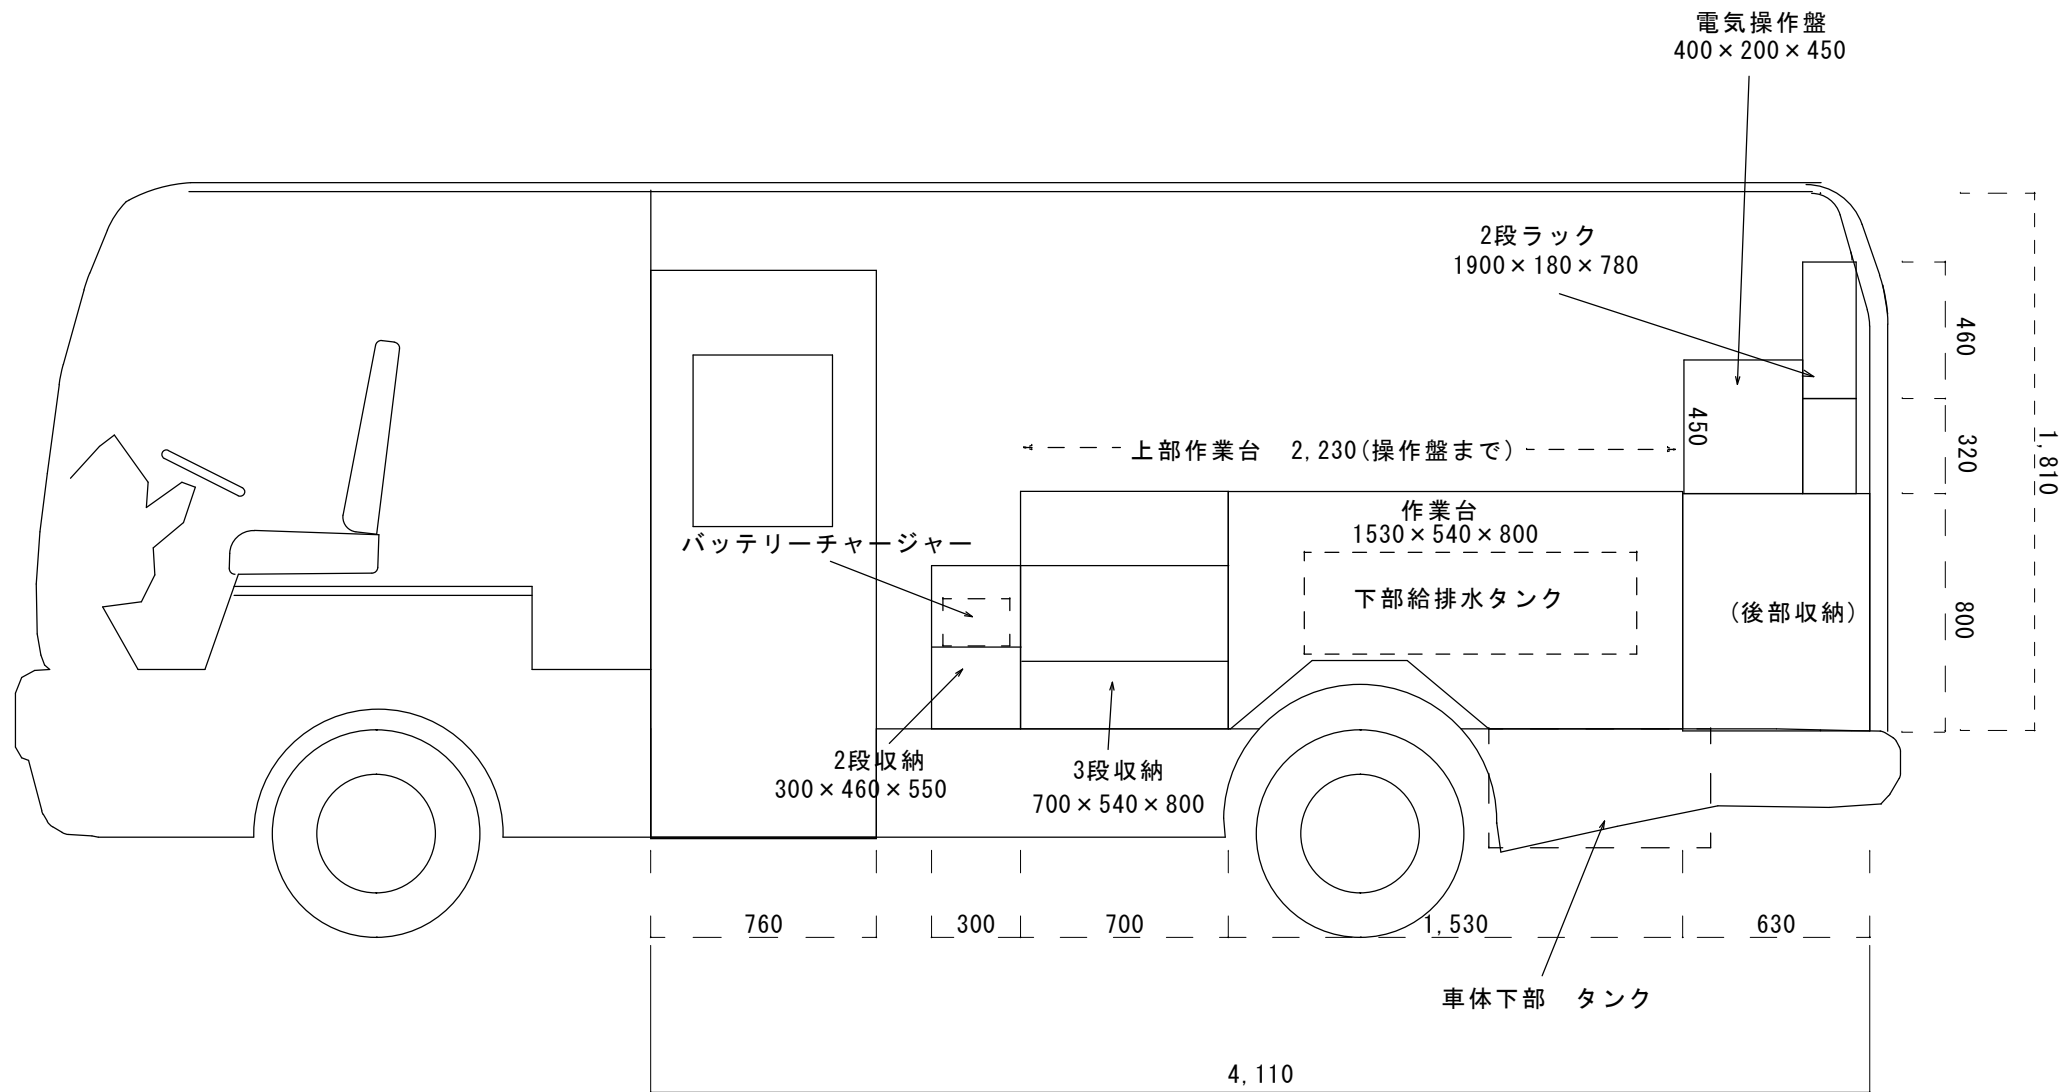 電気操作盤
400×200×450
2段ラック
1900×180×780
460
320
1,810
800
450
上部作業台　2,230(操作盤まで)
作業台
1530×540×800
バッテリーチャージャー
下部給排水タンク
(後部収納)
2段収納
300×460×550
3段収納
700×540×800
760
300
700
1,530
630
車体下部　タンク
4,110